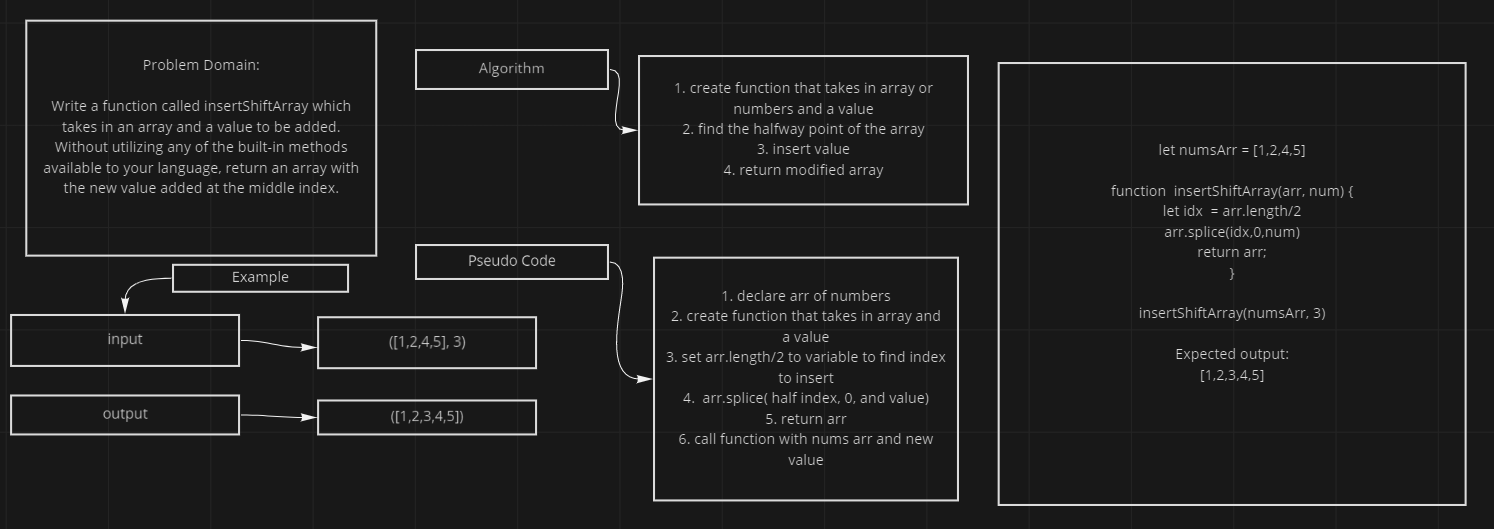 Problem Domain:
Write a function called insertShiftArray which
takes in an array and a value to be added.
Without utilizing any of the built-in methods
available to your language, return an array with
the new value added at the middle index.
Example
input
([1,2,4,5], 3)
output
([1,2,3,4,5])
Algorithm
1. create function that takes in array or
numbers and a value
2. find the halfway point of the array
3. insert value
4. return modified array
Pseudo Code
1. declare arr of numbers
2. create function that takes in array and
a value
3. set arr.length/2 to variable to find index
to insert
4.  arr.splice( half index, 0, and value)
5. return arr
6. call function with nums arr and new
value
let numsArr = [1,2,4,5]
function  insertShiftArray(arr, num) {
let idx  = arr.length/2
arr.splice(idx,0,num)
return arr;
}
insertShiftArray(numsArr, 3)
Expected output:
[1,2,3,4,5]